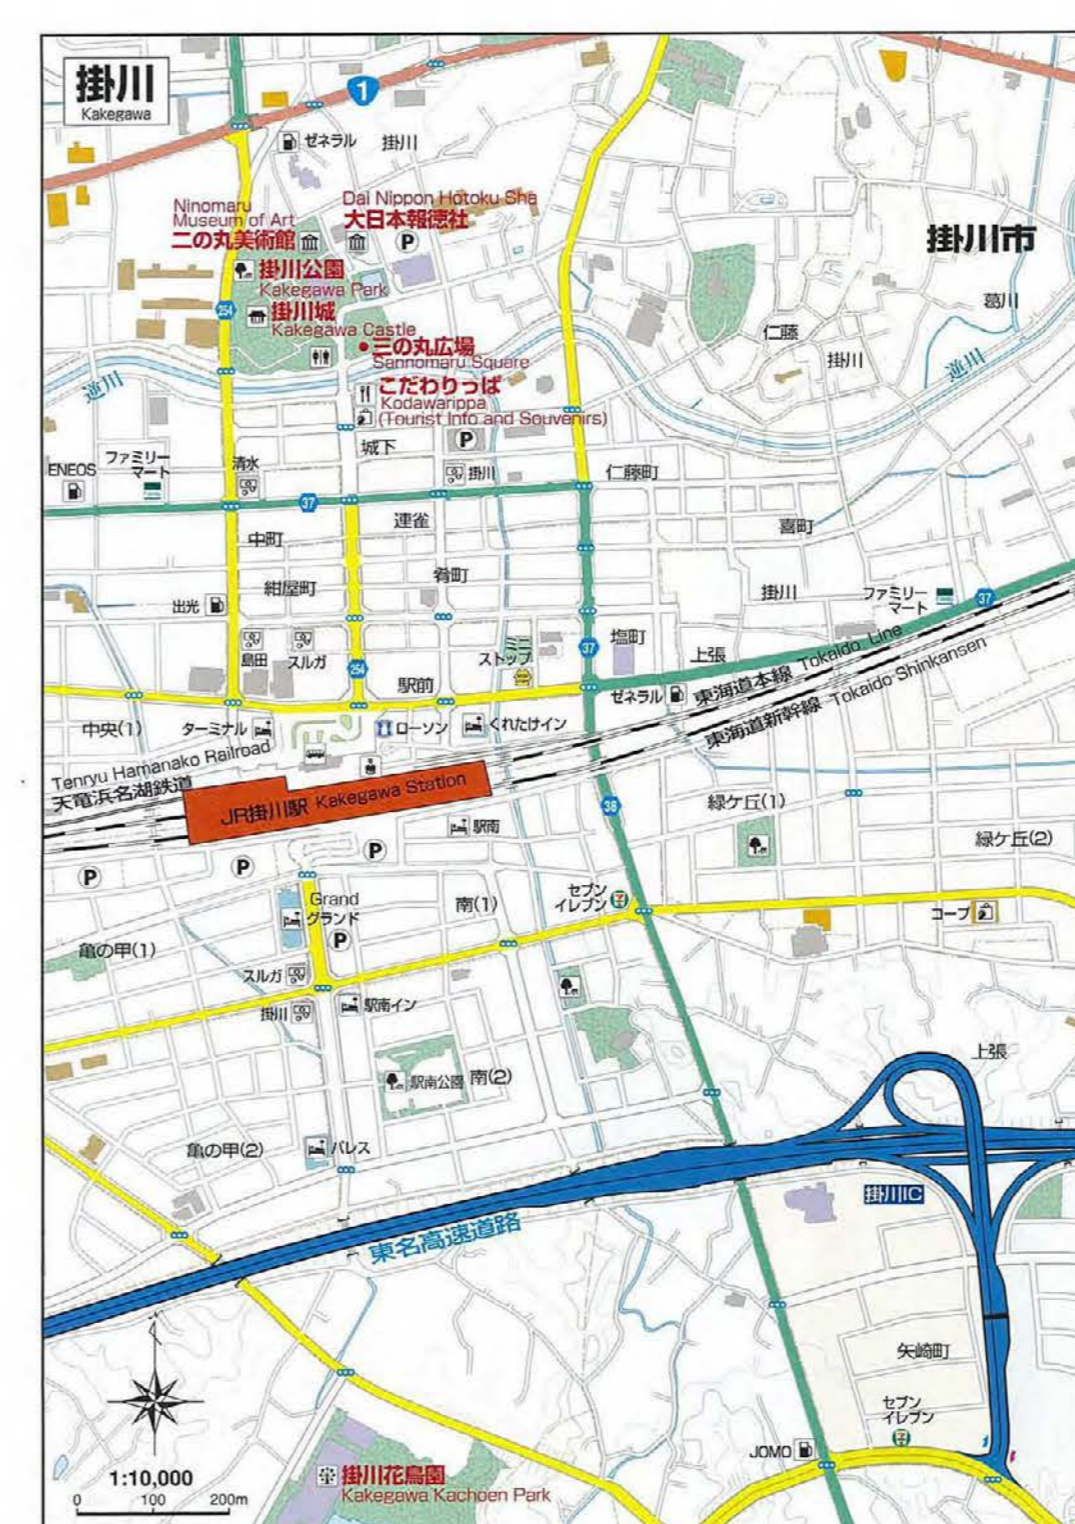 掛川
Kakegawa
1
ゼネラル
掛川
Ninomaru
Museum of Art
二の丸美術館
Dai Nippon Hotoku Sha
大日本報徳社
P
掛川市
掛川公園
Kakegawa Park
254
掛川城
Kakegawa Castle
三の丸広場
Sannomaru Square
葛川
仁藤
掛川
逆川
逆川
こだわりっぱ
Kodawarippa
(Tourist Info and Souvenirs)
城下
P
ENEOS
ファミリー
マート
清水
掛川
仁藤町
37
連雀
中町
喜町
紺屋町
肴町
掛川
ファミリー
マート
37
出光
島田
スルガ
254
ミニ
ストップ
37
塩町
上張
駅前
ゼネラル
東海道本線 Tokaido Line
東海道新幹線 Tokaido Shinkansen
中央(1)
ターミナル
ローソン
くれたけイン
Tenryu Hamanako Railroad
天竜浜名湖鉄道
JR掛川駅 Kakegawa Station
38
緑ケ丘(1)
駅南
緑ケ丘(2)
P
P
P
Grand
グランド
P
南(1)
セブン
イレブン
コープ
亀の甲(1)
スルガ
掛川
駅南イン
上張
駅南公園
南(2)
亀の甲(2)
パレス
掛川IC
東名高速道路
矢崎町
セブン
イレブン
JOMO
N
1:10,000
0 100 200m
掛川花鳥園
Kakegawa Kachoen Park